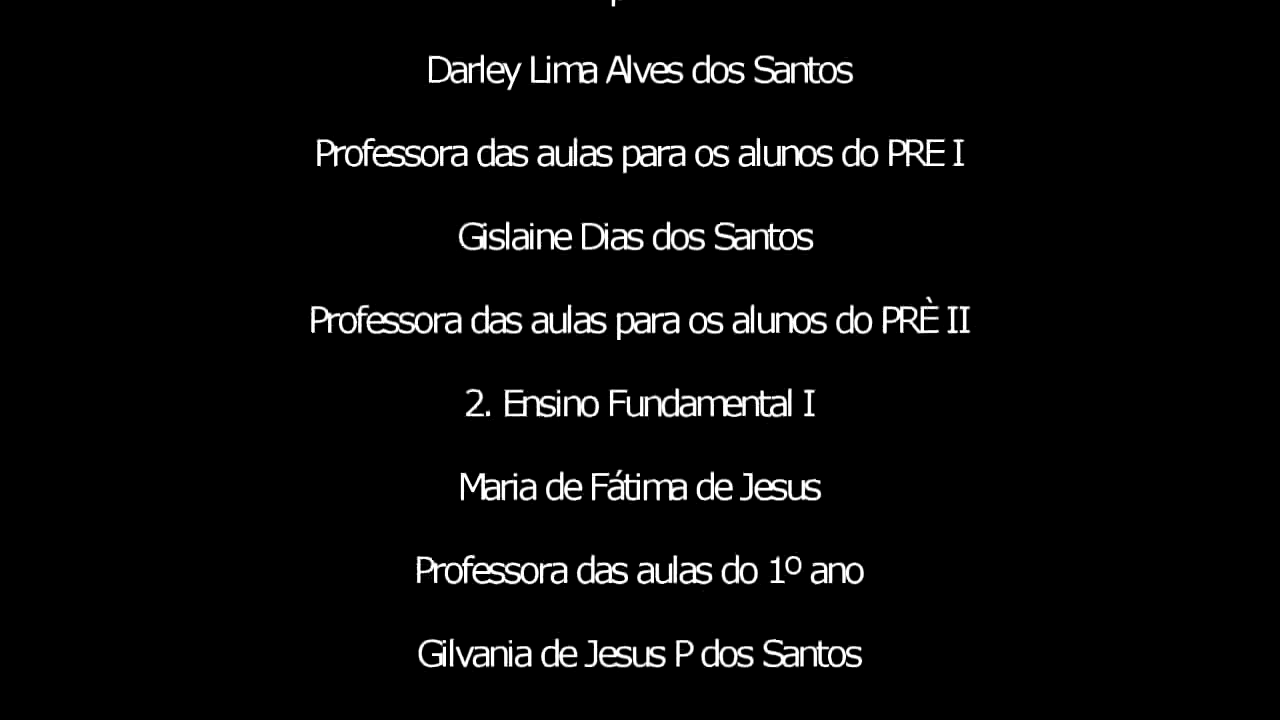 Darley Lima Alves dos Santos
Professora das aulas para os alunos do PRE I
Gislaine Dias dos Santos
Professora das aulas para os alunos do PRÈ II
2. Ensino Fundamental I
Maria de Fátima de Jesus
Professora das aulas do 1º ano
Gilvania de Jesus P dos Santos